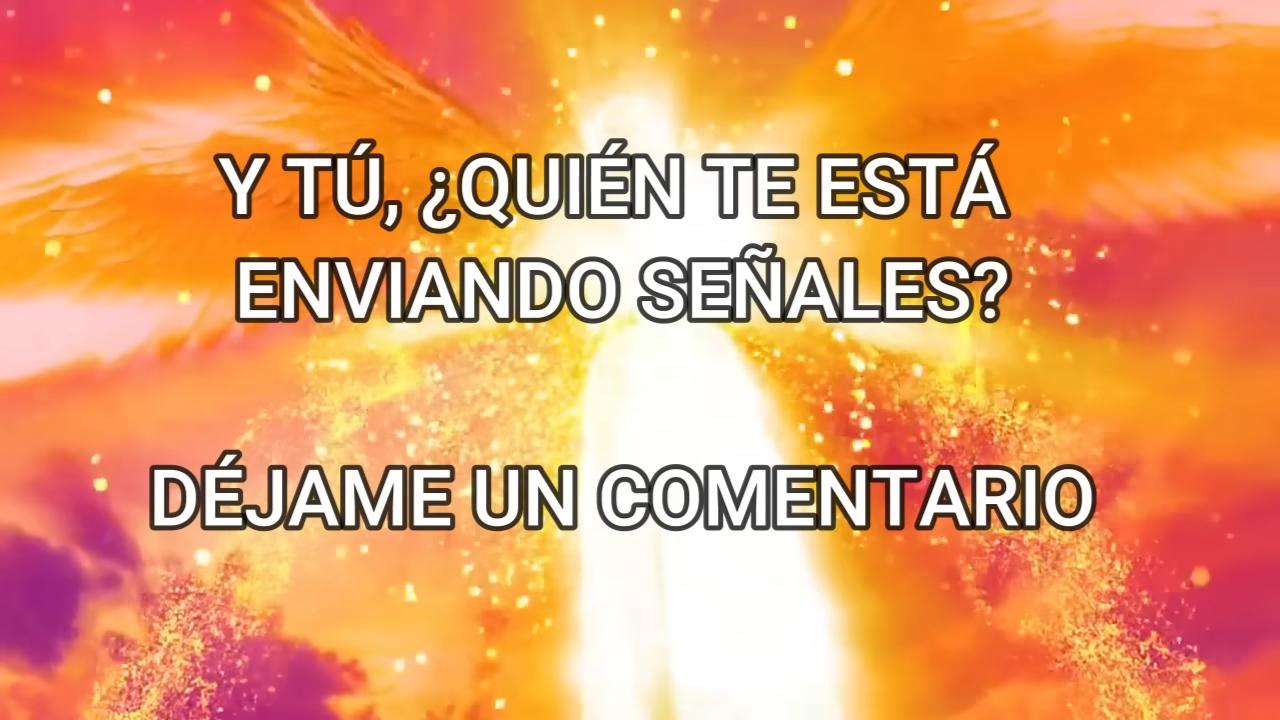 Y TÚ, ¿QUIÉN TE ESTÁ
ENVIANDO SEÑALES?
DÉJAME UN COMENTARIO